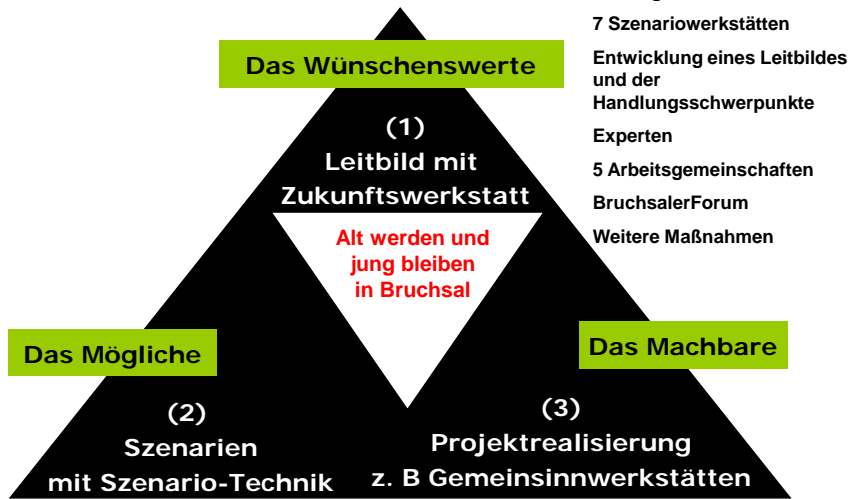 Das Wünschenswerte
(1)
Leitbild mit
Zukunftswerkstatt
Alt werden und
jung bleiben
in Bruchsal
Das Mögliche
(2)
Szenarien
mit Szenario-Technik
Das Machbare
(3)
Projektrealisierung
z. B Gemeinsinnwerkstätten
7 Szenariowerkstätten
Entwicklung eines Leitbildes
und der
Handlungsschwerpunkte
Experten
5 Arbeitsgemeinschaften
BruchsalerForum
Weitere Maßnahmen